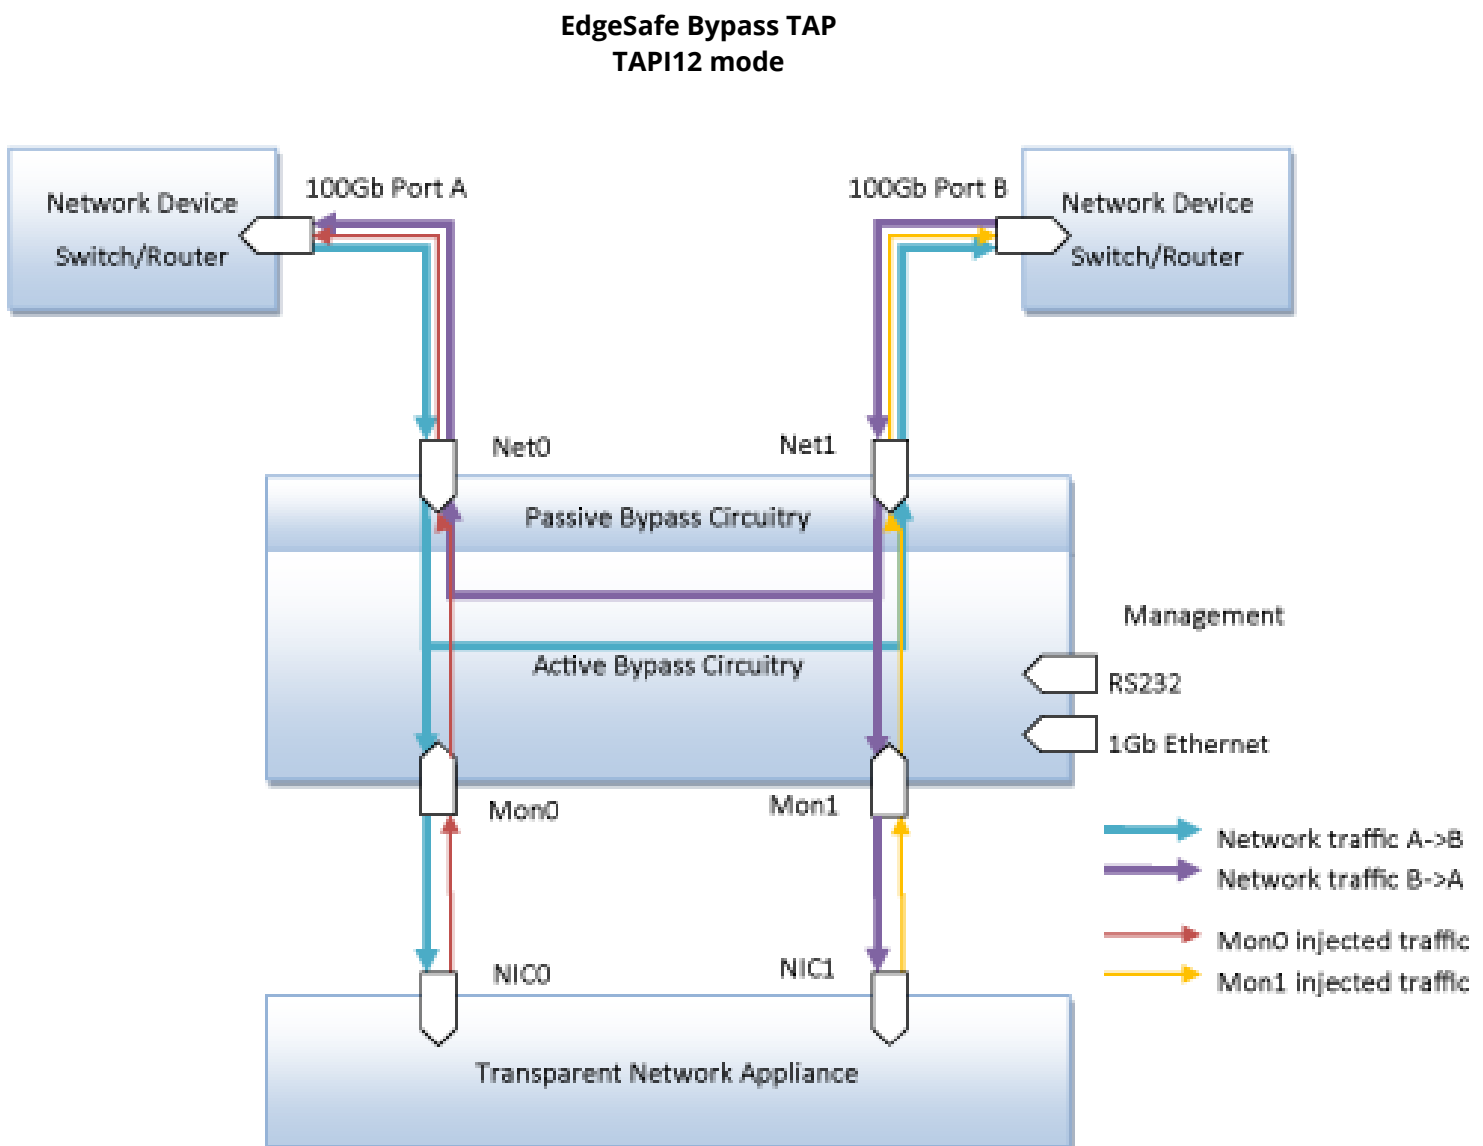 EdgeSafe Bypass TAP
TAPI12 mode
Network Device
Switch/Router
100Gb Port A
100Gb Port B
Network Device
Switch/Router
Net0
Net1
Passive Bypass Circuitry
Active Bypass Circuitry
Management
RS232
1Gb Ethernet
Mon0
Mon1
Network traffic A->B
Network traffic B->A
Mon0 injected traffic
Mon1 injected traffic
NIC0
NIC1
Transparent Network Appliance